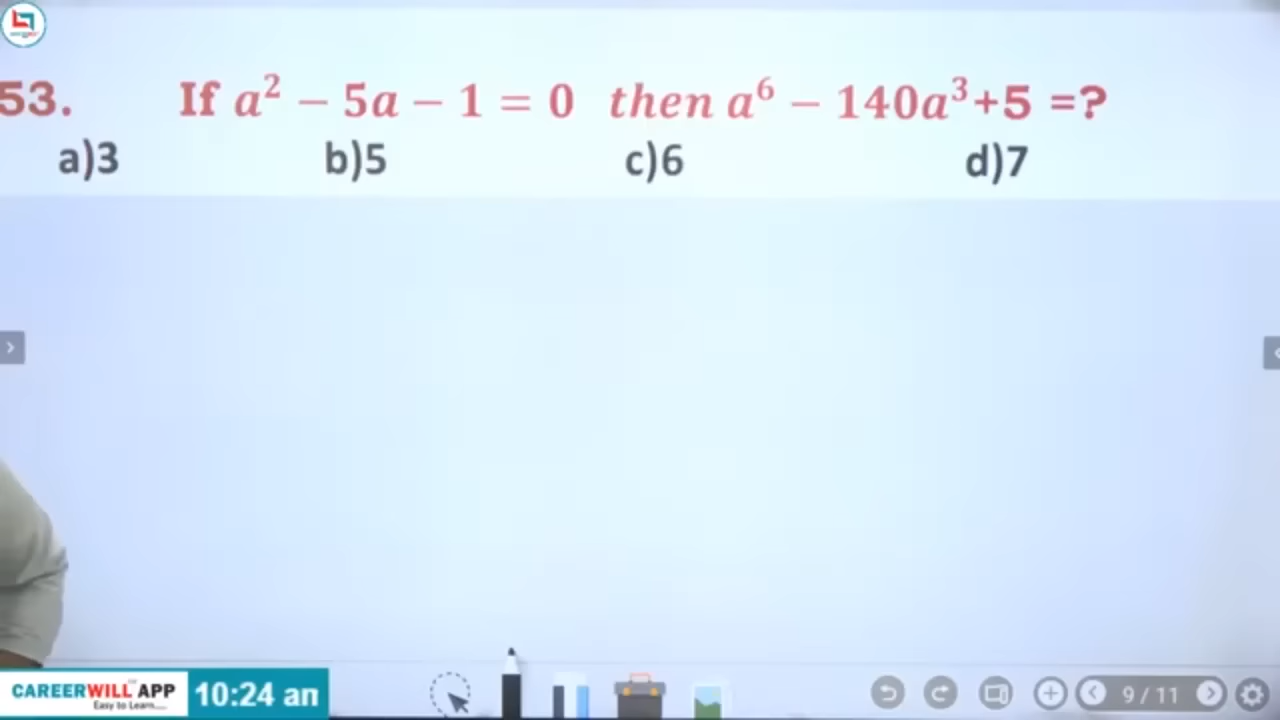 53. If a² – 5a – 1 = 0 then a⁶ – 140a³+5 =?
a)3 b)5 c)6 d)7
CAREERWILL APP
Easy to Learn.....
10:24 an
9 / 11